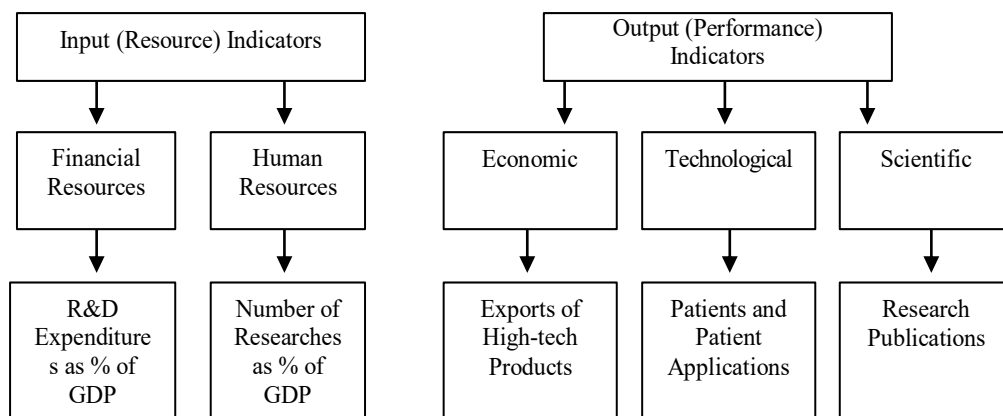 Input (Resource) Indicators
Output (Performance)
Indicators
Financial
Resources
Human
Resources
Economic
Technological
Scientific
R&D
Expenditure
s as % of
GDP
Number of
Researches
as % of
GDP
Exports of
High-tech
Products
Patients and
Patient
Applications
Research
Publications